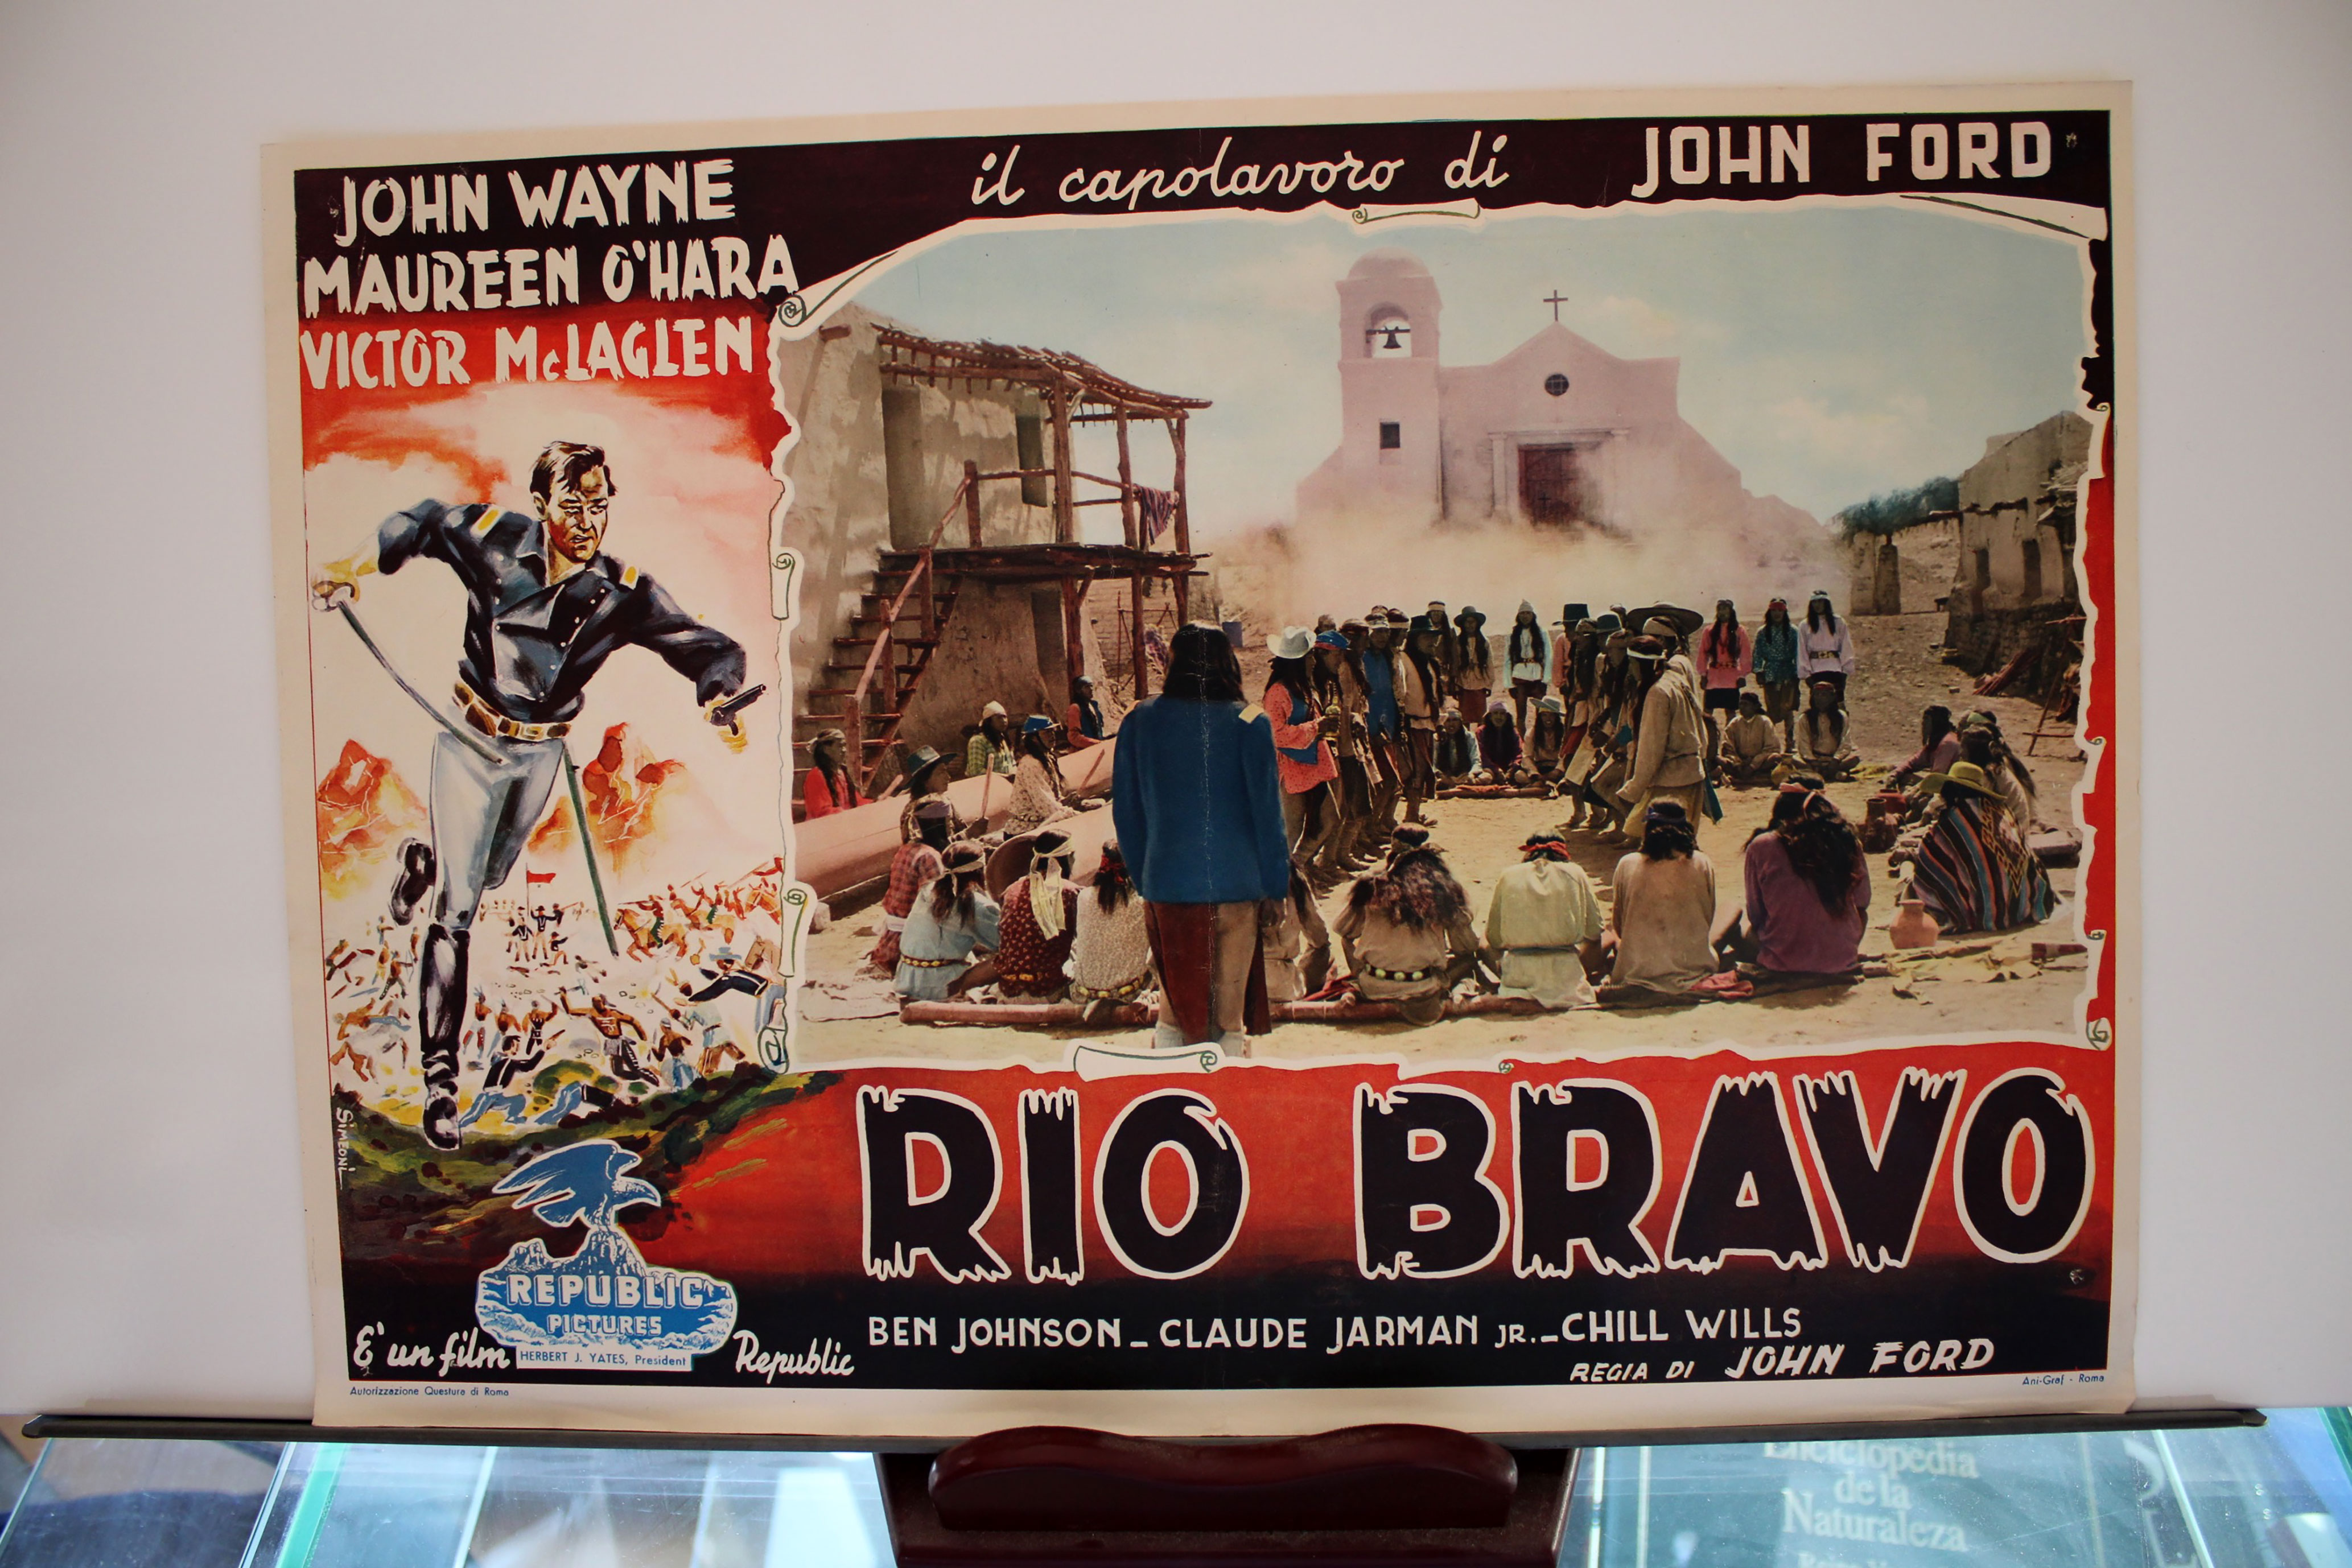 JOHN WAYNE
MAUREEN O'HARA
VICTOR McLAGLEN
il capolavoro di JOHN FORD
SIMEONI
RIO BRAVO
REPUBLIC
PICTURES
HERBERT J. YATES, President
E' un film Republic
BEN JOHNSON - CLAUDE JARMAN JR. - CHILL WILLS
REGIA DI JOHN FORD
Autorizzazione Questura di Roma
Ani-Graf - Roma
Enciclopedia
de la
Naturaleza